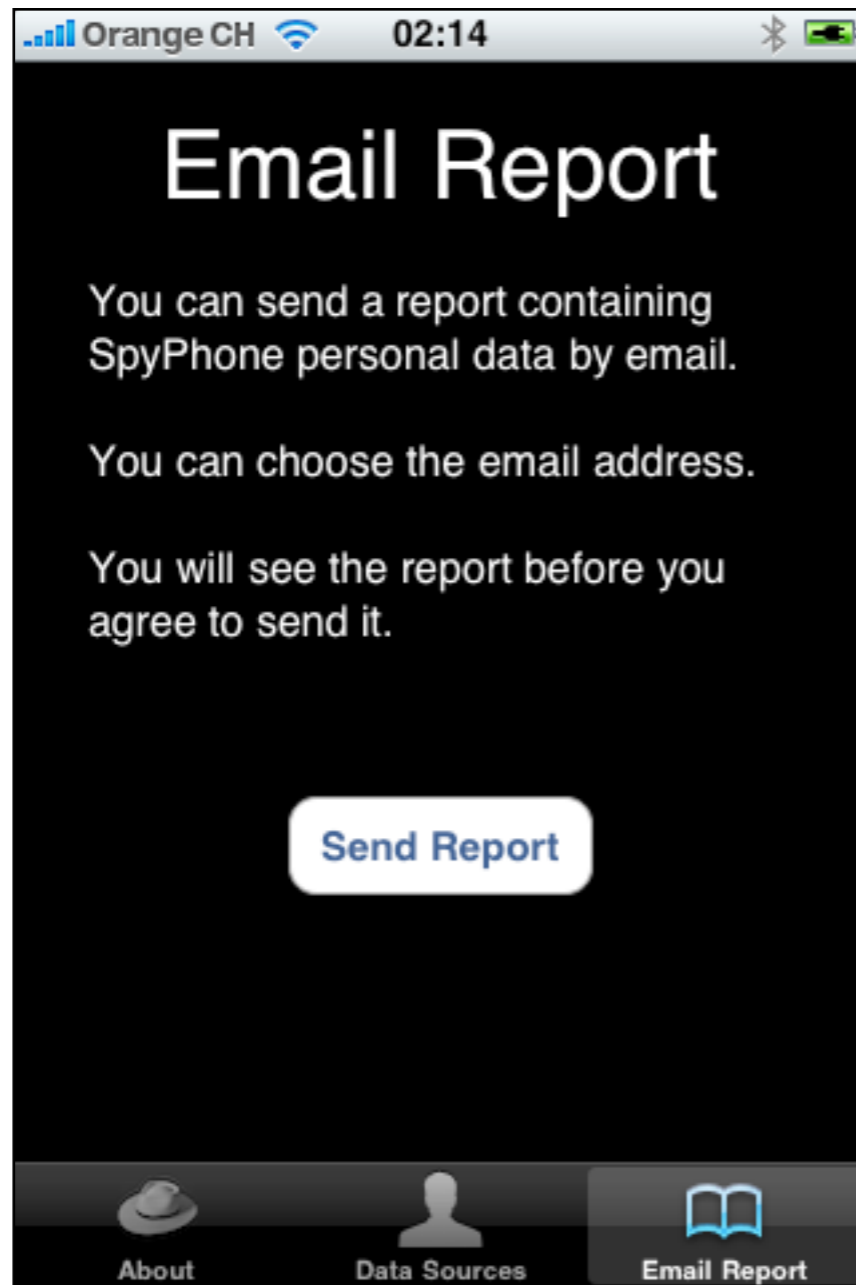 Orange CH 02:14
Email Report
You can send a report containing
SpyPhone personal data by email.
You can choose the email address.
You will see the report before you
agree to send it.
Send Report
About Data Sources Email Report